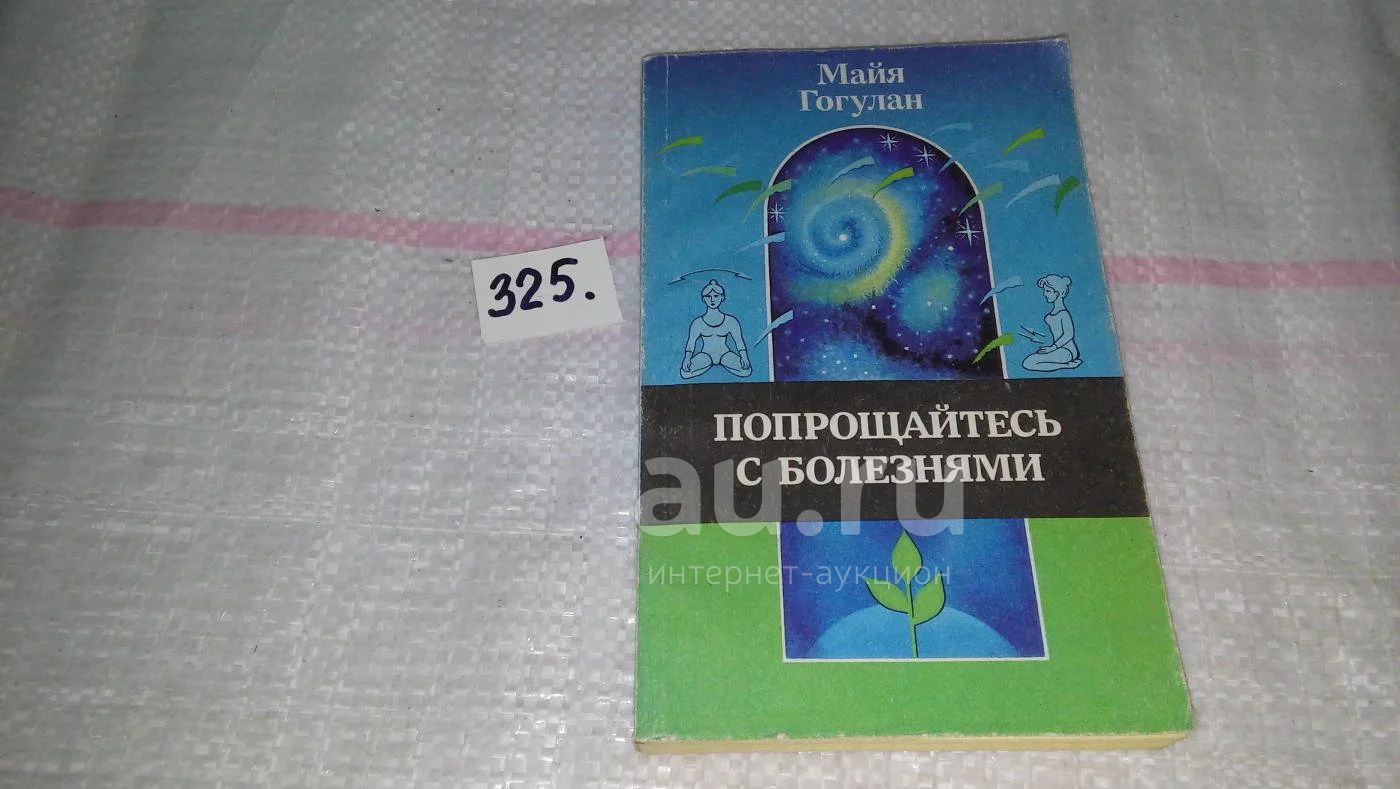 Майя
Гогулан
325.
ПОПРОЩАЙТЕСЬ
С БОЛЕЗНЯМИ
au.ru
интернет-аукцион